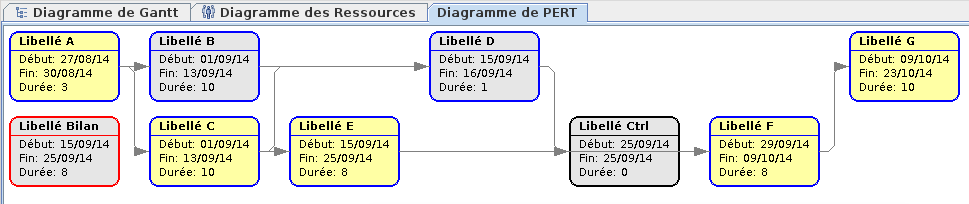 Diagramme de Gantt
Diagramme des Ressources
Diagramme de PERT
Libellé A
Début: 27/08/14
Fin: 30/08/14
Durée: 3
Libellé B
Début: 01/09/14
Fin: 13/09/14
Durée: 10
Libellé D
Début: 15/09/14
Fin: 16/09/14
Durée: 1
Libellé G
Début: 09/10/14
Fin: 23/10/14
Durée: 10
Libellé Bilan
Début: 15/09/14
Fin: 25/09/14
Durée: 8
Libellé C
Début: 01/09/14
Fin: 13/09/14
Durée: 10
Libellé E
Début: 15/09/14
Fin: 25/09/14
Durée: 8
Libellé Ctrl
Début: 25/09/14
Fin: 25/09/14
Durée: 0
Libellé F
Début: 29/09/14
Fin: 09/10/14
Durée: 8